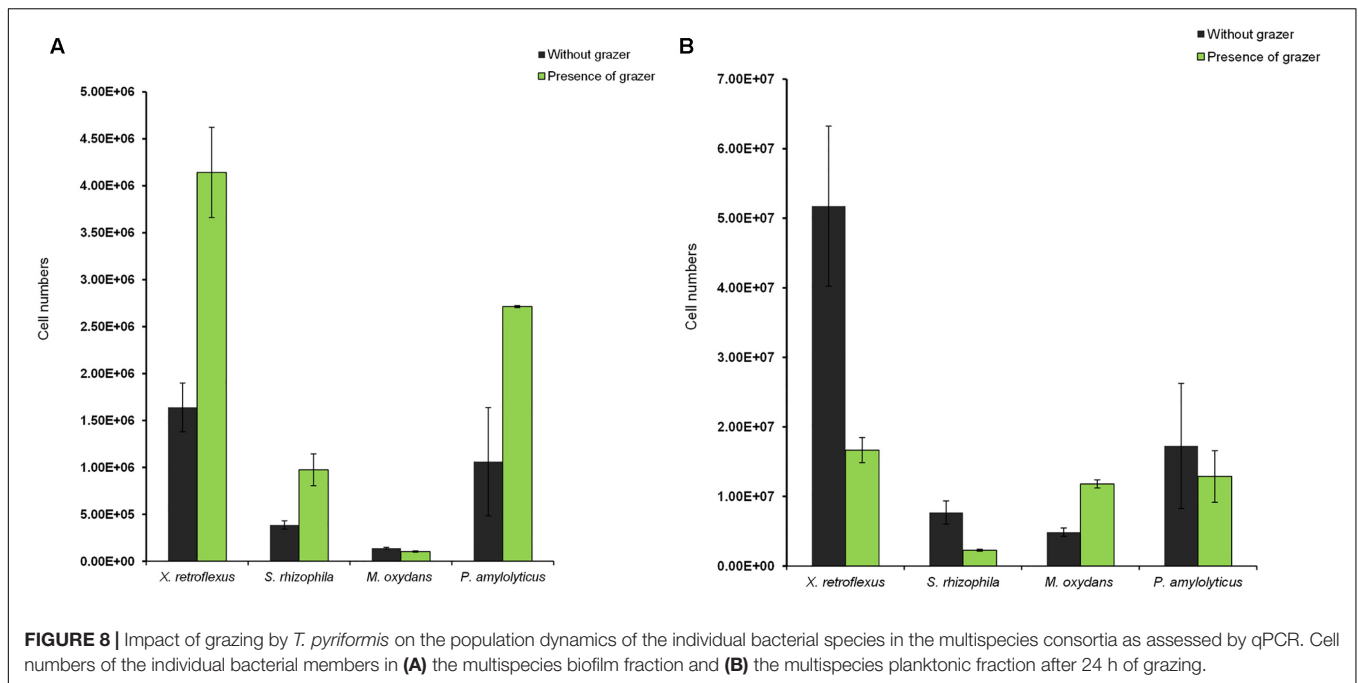 A
Without grazer
Presence of grazer
5.00E+06
4.50E+06
4.00E+06
3.50E+06
3.00E+06
2.50E+06
2.00E+06
1.50E+06
1.00E+06
5.00E+05
0.00E+00
Cell numbers
X. retroflexus S. rhizophila M. oxydans P. amylolyticus
B
Without grazer
Presence of grazer
7.00E+07
6.00E+07
5.00E+07
4.00E+07
3.00E+07
2.00E+07
1.00E+07
0.00E+00
Cell numbers
X. retroflexus S. rhizophila M. oxydans P. amylolyticus
FIGURE 8 | Impact of grazing by T. pyriformis on the population dynamics of the individual bacterial species in the multispecies consortia as assessed by qPCR. Cell
numbers of the individual bacterial members in (A) the multispecies biofilm fraction and (B) the multispecies planktonic fraction after 24 h of grazing.